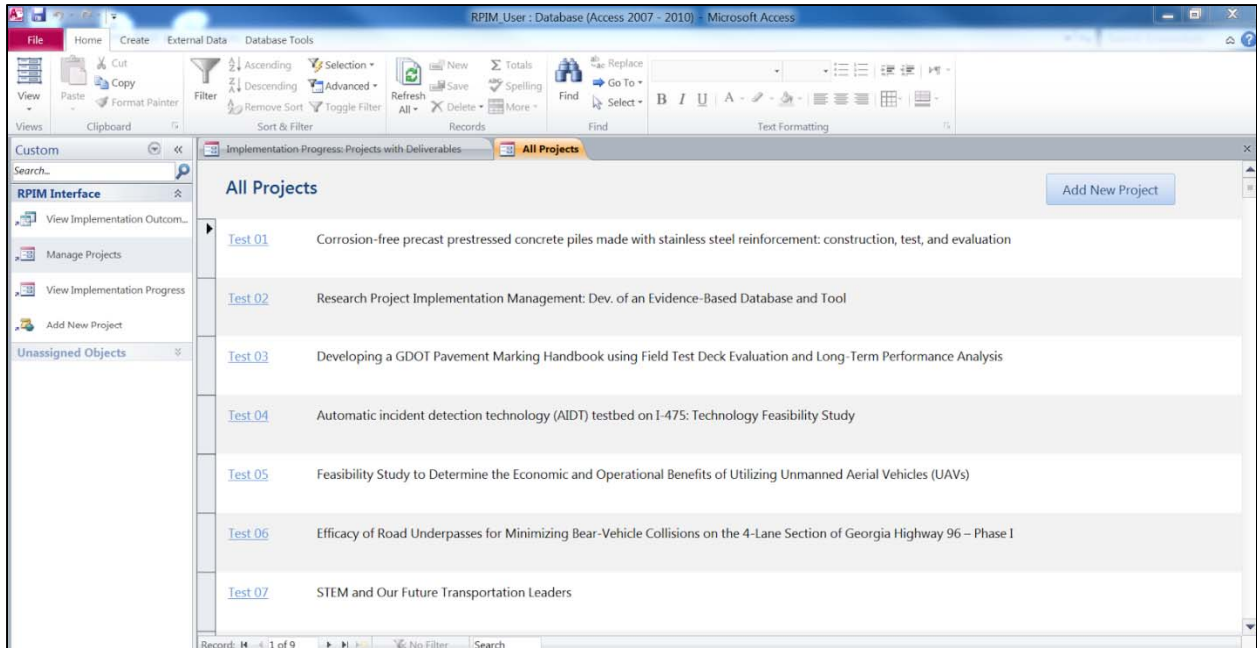 RPIM_User : Database (Access 2007 - 2010) - Microsoft Access
File Home Create External Data Database Tools
View
Views
Paste
Cut
Copy
Format Painter
Clipboard
Filter
Ascending
Descending
Remove Sort
Selection
Advanced
Toggle Filter
Sort & Filter
Refresh
All
New
Save
Delete
Totals
Spelling
More
Records
Find
Replace
Go To
Select
Find
B I U A
Text Formatting
Custom
Search...
RPIM Interface
View Implementation Outcom...
Manage Projects
View Implementation Progress
Add New Project
Unassigned Objects
Implementation Progress: Projects with Deliverables All Projects
All Projects Add New Project
Test 01 Corrosion-free precast prestressed concrete piles made with stainless steel reinforcement: construction, test, and evaluation
Test 02 Research Project Implementation Management: Dev. of an Evidence-Based Database and Tool
Test 03 Developing a GDOT Pavement Marking Handbook using Field Test Deck Evaluation and Long-Term Performance Analysis
Test 04 Automatic incident detection technology (AIDT) testbed on I-475: Technology Feasibility Study
Test 05 Feasibility Study to Determine the Economic and Operational Benefits of Utilizing Unmanned Aerial Vehicles (UAVs)
Test 06 Efficacy of Road Underpasses for Minimizing Bear-Vehicle Collisions on the 4-Lane Section of Georgia Highway 96 – Phase I
Test 07 STEM and Our Future Transportation Leaders
Record: 1 of 9 No Filter Search